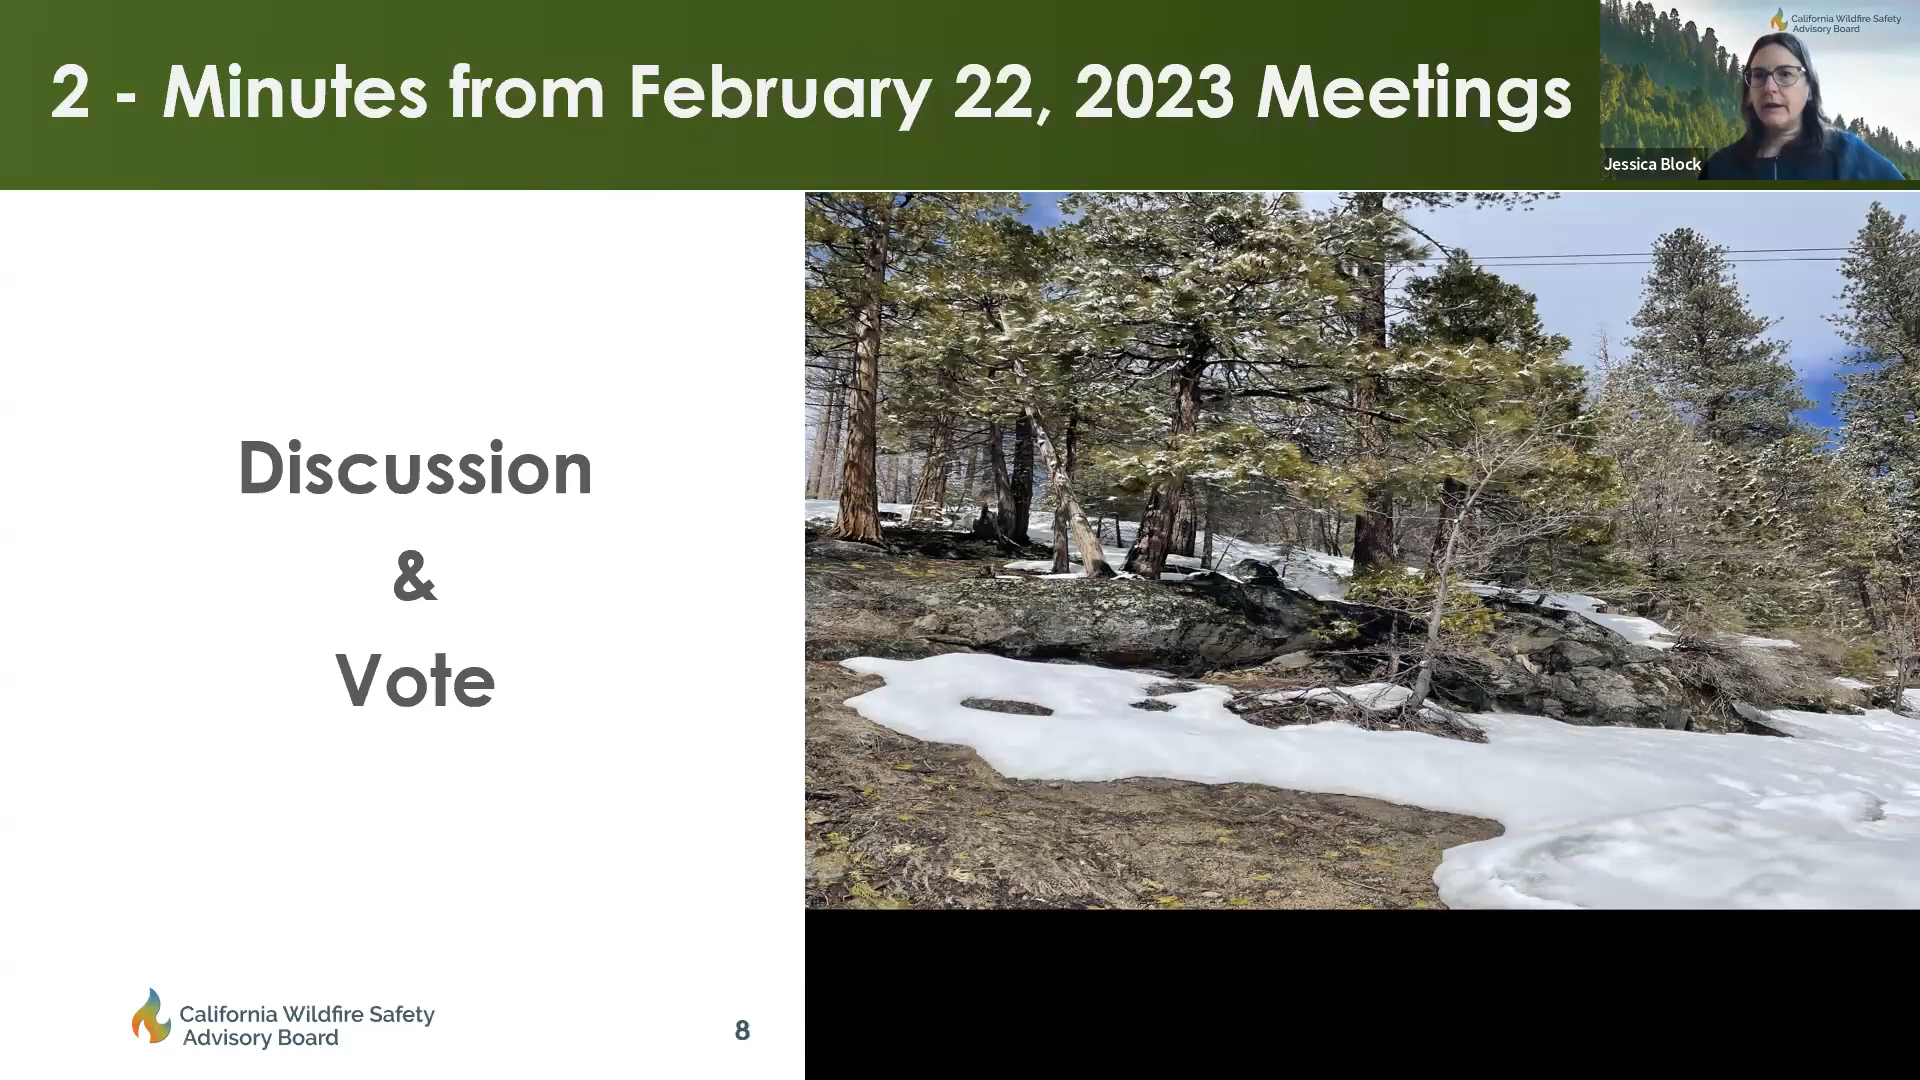 2 - Minutes from February 22, 2023 Meetings
California Wildfire Safety
Advisory Board
Jessica Block
Discussion
&
Vote
California Wildfire Safety
Advisory Board
8